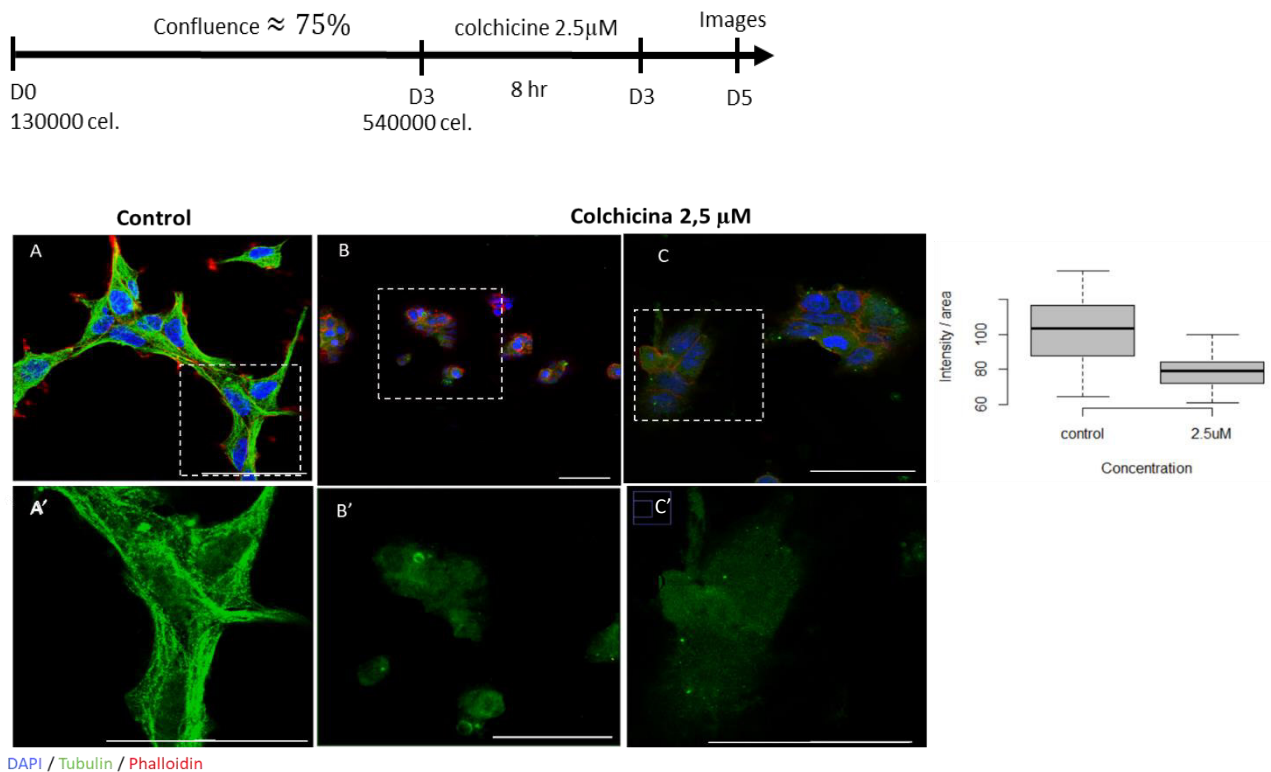 Confluence ≈ 75%
colchicine 2.5μM
Images
D0
D3
8 hr
D3
D5
130000 cel.
540000 cel.
Control
Colchicina 2,5 μM
A
B
C
A′
B′
C′
Intensity / area
100
80
60
control
2.5uM
Concentration
DAPI / Tubulin / Phalloidin